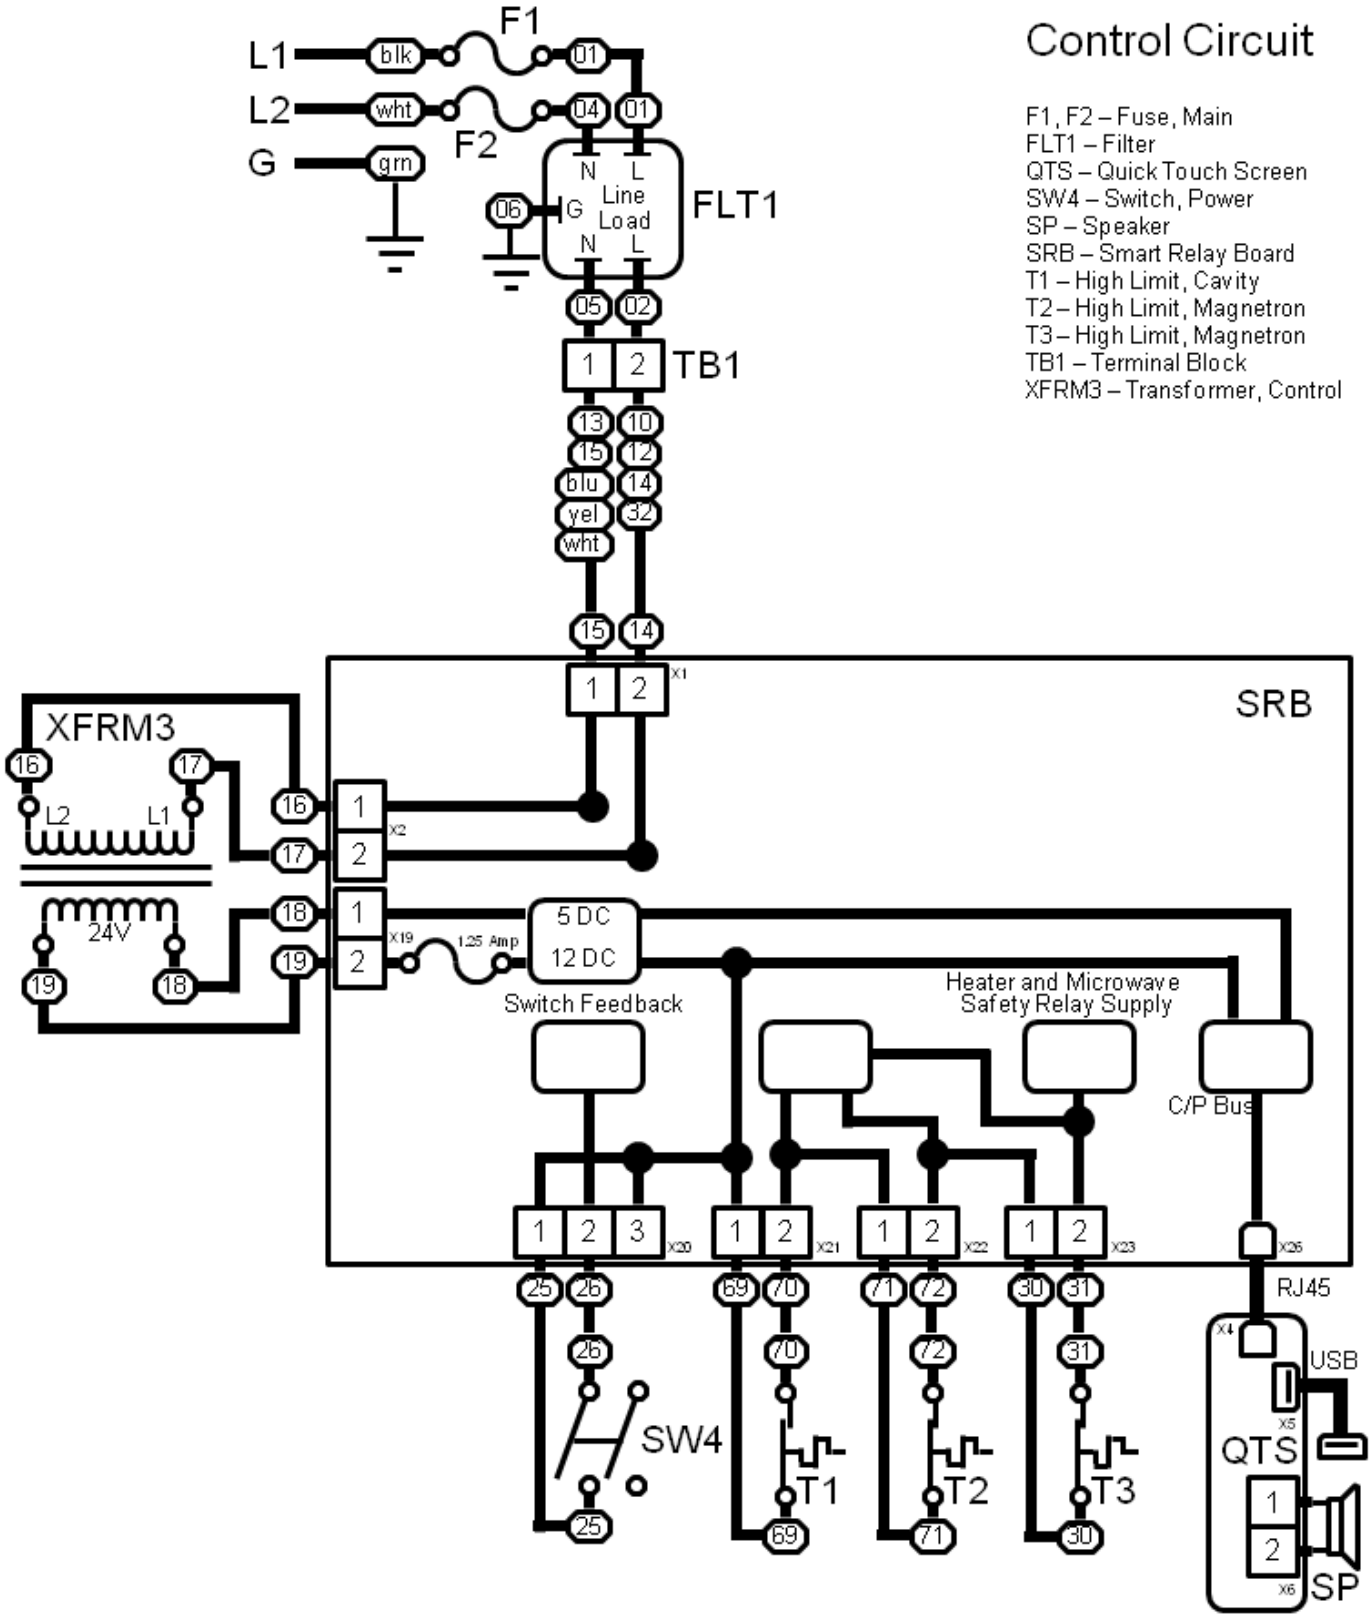 Control Circuit
F1, F2 – Fuse, Main
FLT1 – Filter
QTS – Quick Touch Screen
SW4 – Switch, Power
SP – Speaker
SRB – Smart Relay Board
T1 – High Limit, Cavity
T2 – High Limit, Magnetron
T3 – High Limit, Magnetron
TB1 – Terminal Block
XFRM3 – Transformer, Control
F1
L1 blk 01
L2 wht 04 01
F2
G grn
N L
Line
06 G Load FLT1
N L
05 02
1 2 TB1
13 10
15 12
blu 14
yel 32
wht
15 14
1 2 X1
SRB
XFRM3
16 17
L2 L1
16 1
X2
17 2
18 1 5 DC
24V
X19 1.25 Amp
19 2 12 DC
19 18
Switch Feedback
Heater and Microwave
Safety Relay Supply
C/P Bus
1 2 3 X20 1 2 X21 1 2 X22 1 2 X23 X26
25 26 69 70 71 72 30 31 RJ45
X4
26 70 72 31 USB
X5
SW4 QTS
T1 T2 T3
1
25 69 71 30
2
X6 SP